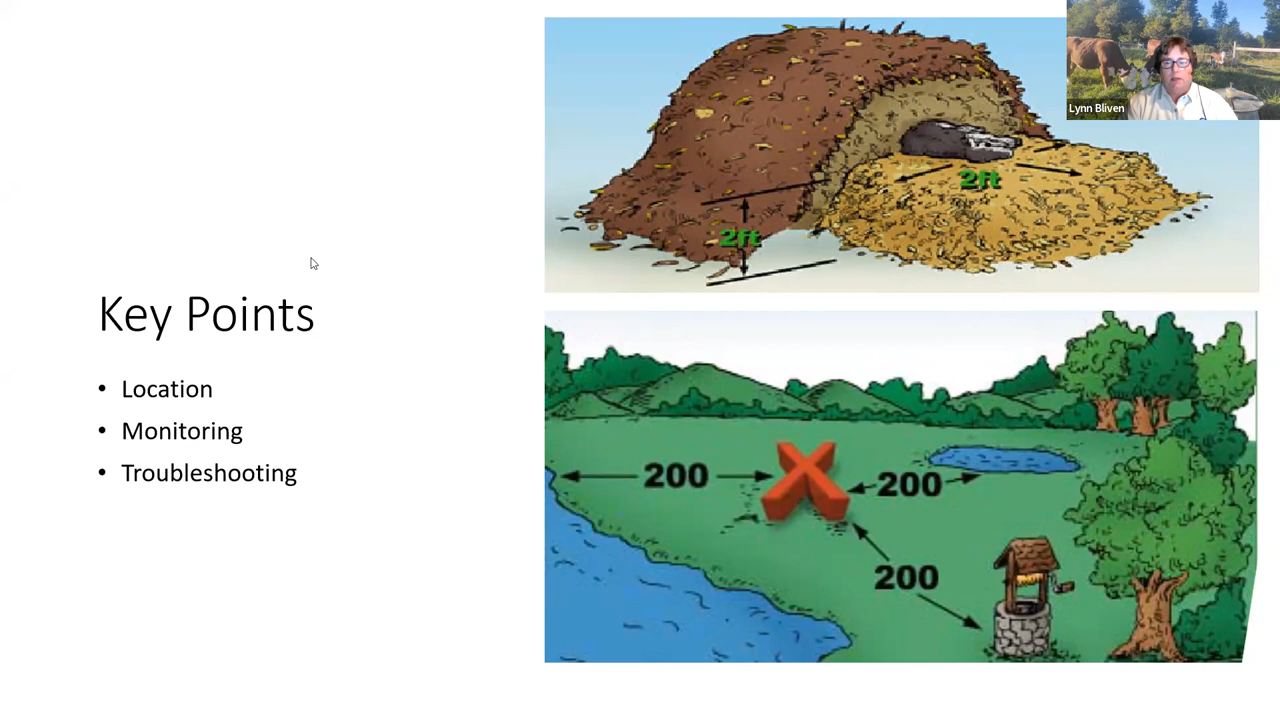 Key Points
• Location
• Monitoring
• Troubleshooting
2ft
2ft
200
200
200
Lynn Bliven